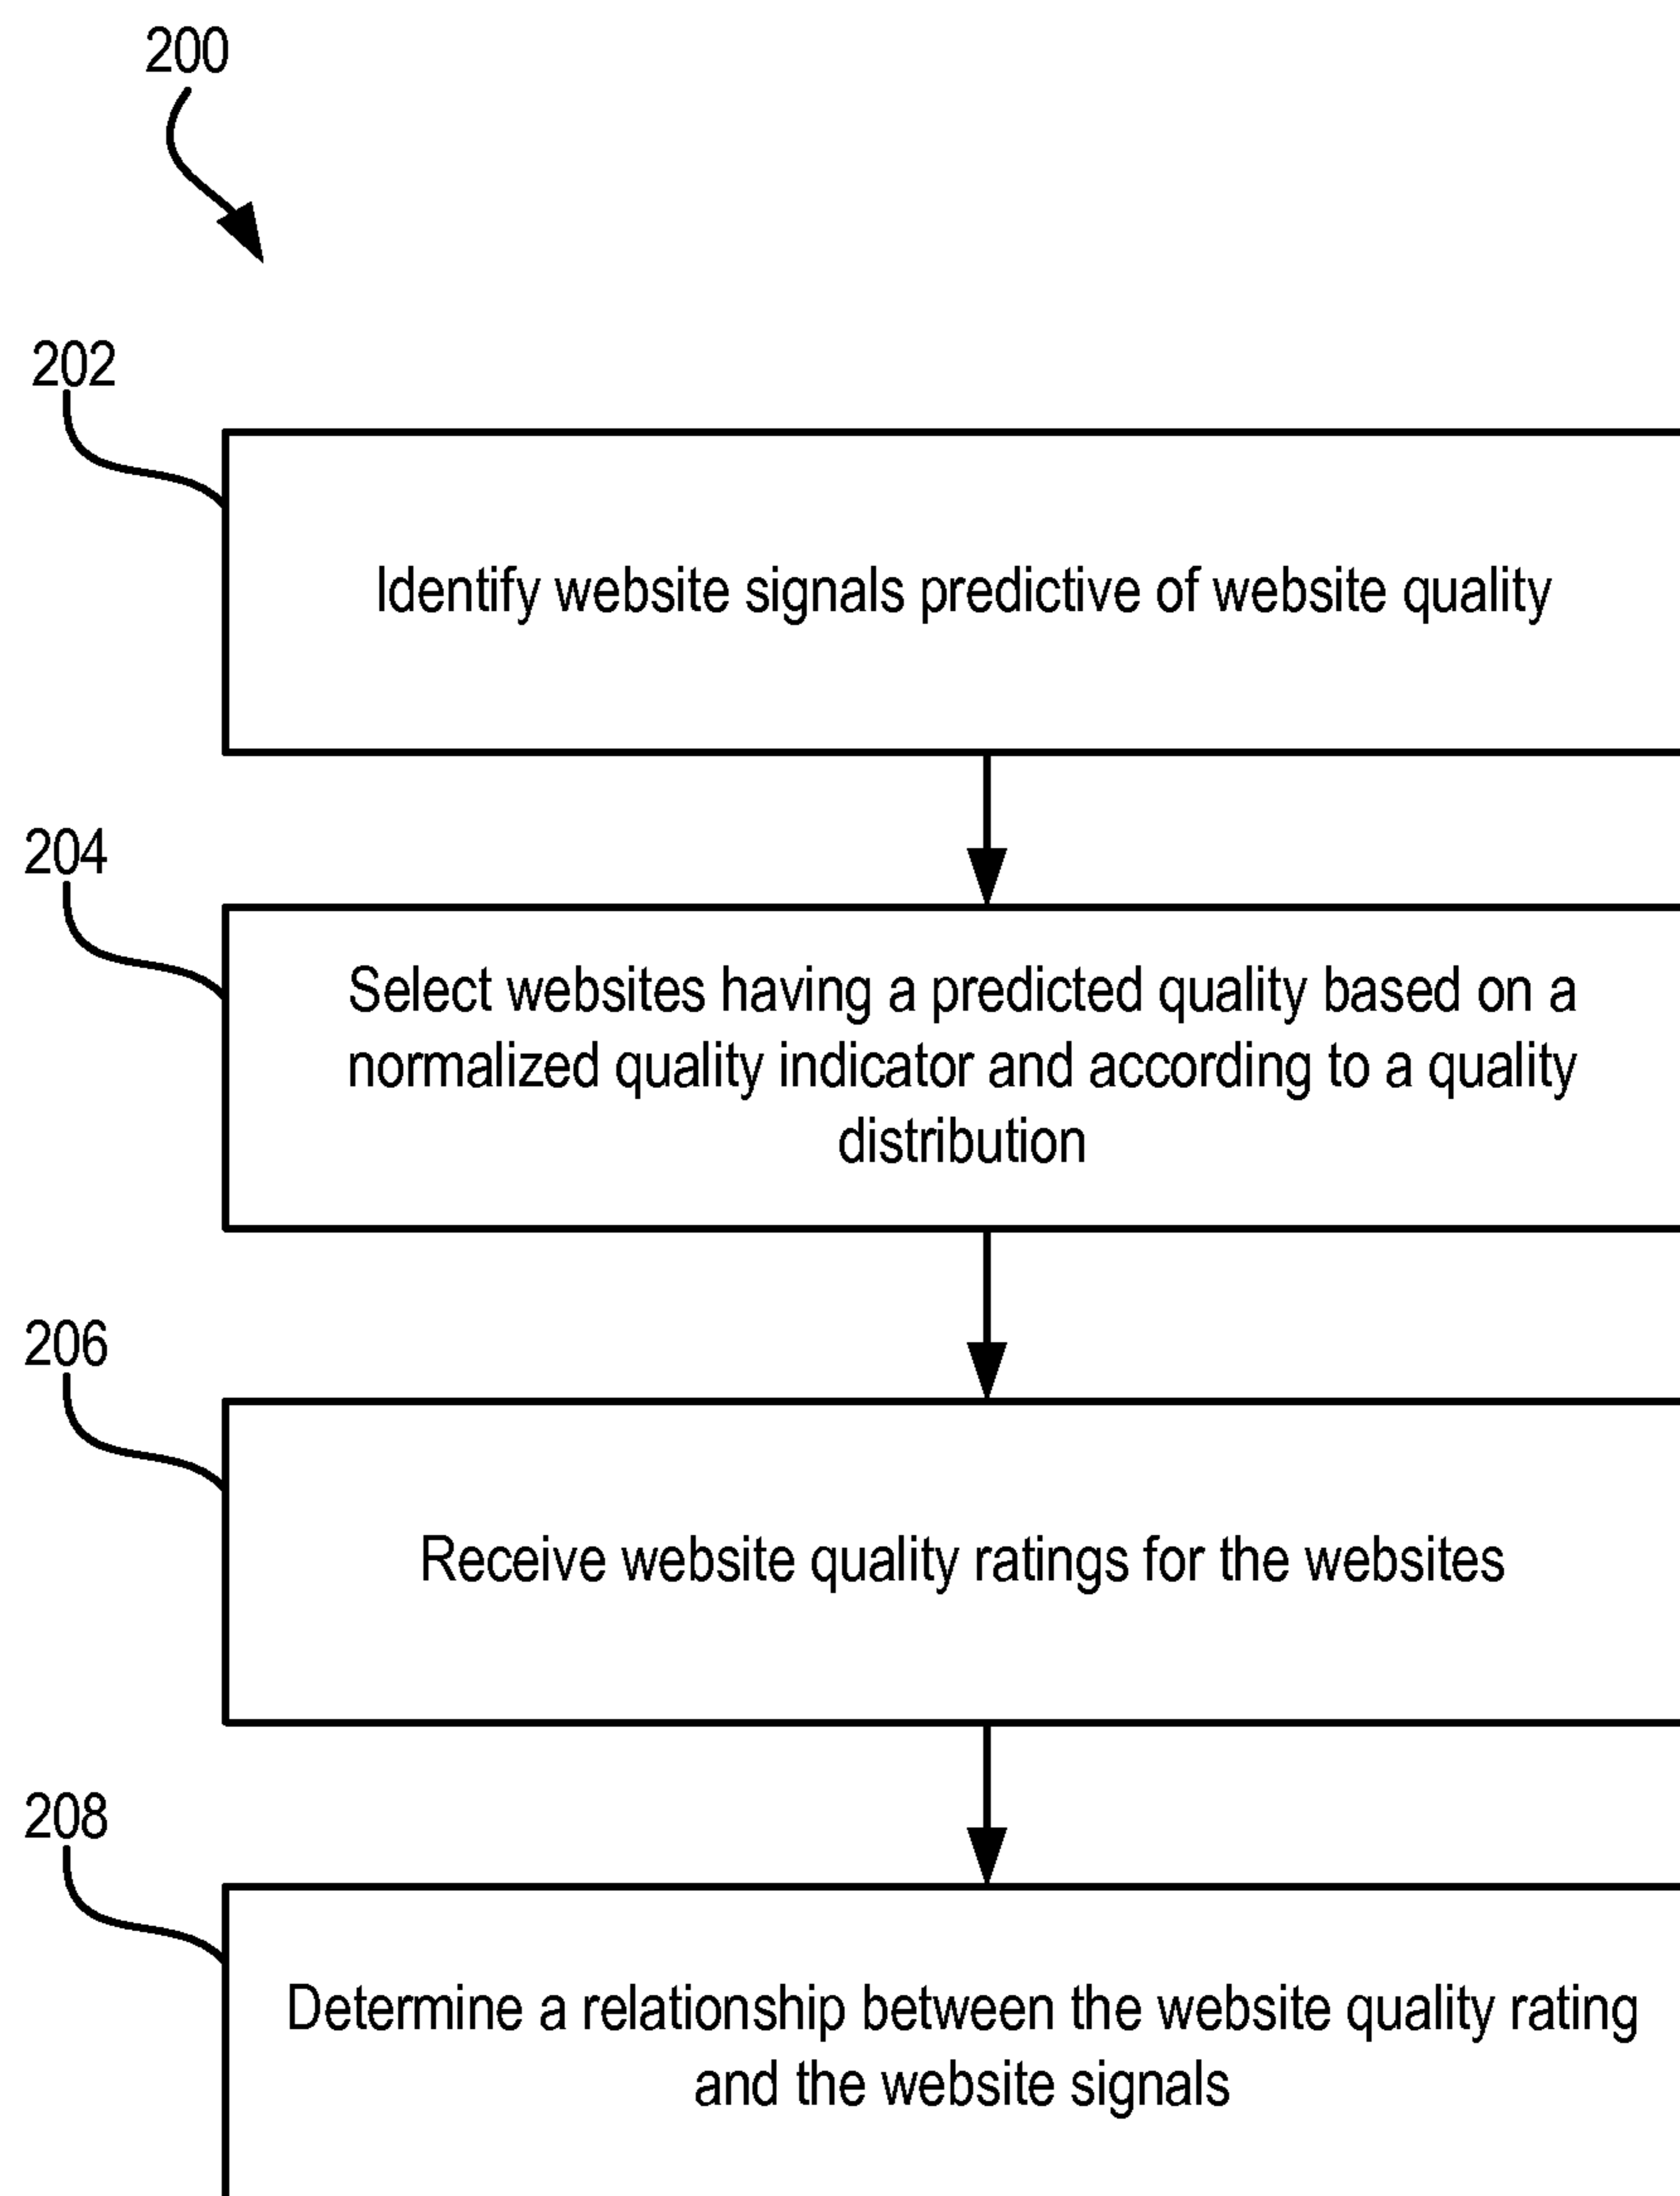 200
202
Identify website signals predictive of website quality
204
Select websites having a predicted quality based on a
normalized quality indicator and according to a quality
distribution
206
Receive website quality ratings for the websites
208
Determine a relationship between the website quality rating
and the website signals